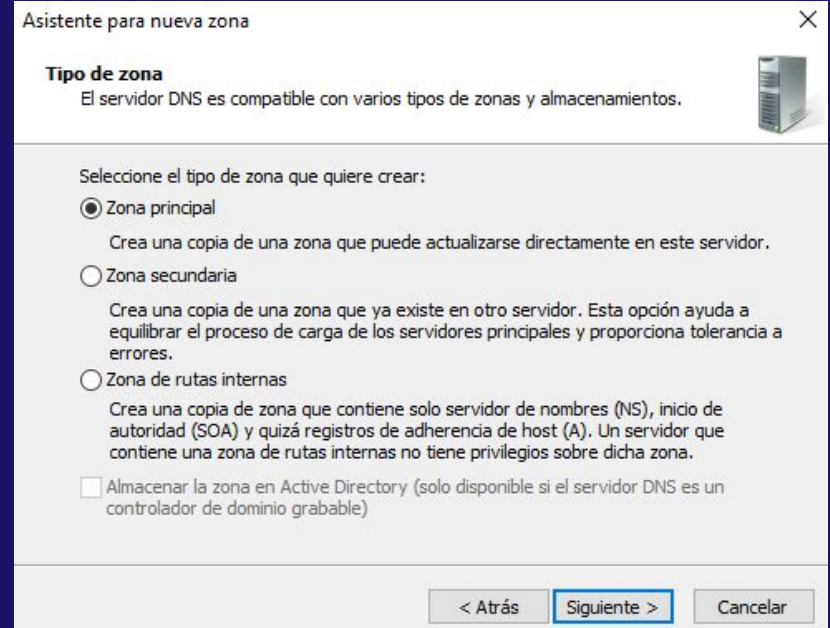 Asistente para nueva zona
Tipo de zona
El servidor DNS es compatible con varios tipos de zonas y almacenamientos.
Seleccione el tipo de zona que quiere crear:
Zona principal
Crea una copia de una zona que puede actualizarse directamente en este servidor.
Zona secundaria
Crea una copia de una zona que ya existe en otro servidor. Esta opción ayuda a
equilibrar el proceso de carga de los servidores principales y proporciona tolerancia a
errores.
Zona de rutas internas
Crea una copia de zona que contiene solo servidor de nombres (NS), inicio de
autoridad (SOA) y quizá registros de adherencia de host (A). Un servidor que
contiene una zona de rutas internas no tiene privilegios sobre dicha zona.
Almacenar la zona en Active Directory (solo disponible si el servidor DNS es un
controlador de dominio grabable)
< Atrás Siguiente > Cancelar